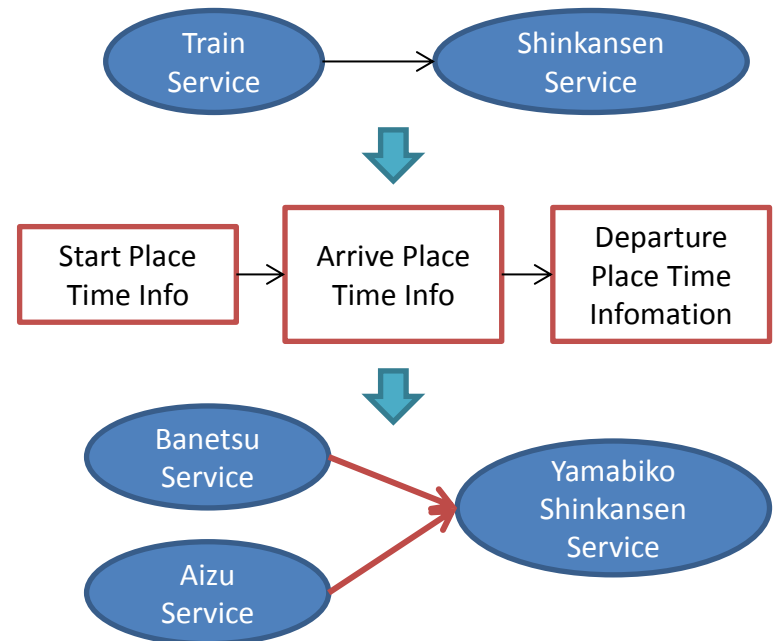 Train
Service
Shinkansen
Service
Start Place
Time Info
Arrive Place
Time Info
Departure
Place Time
Infomation
Banetsu
Service
Yamabiko
Shinkansen
Service
Aizu
Service